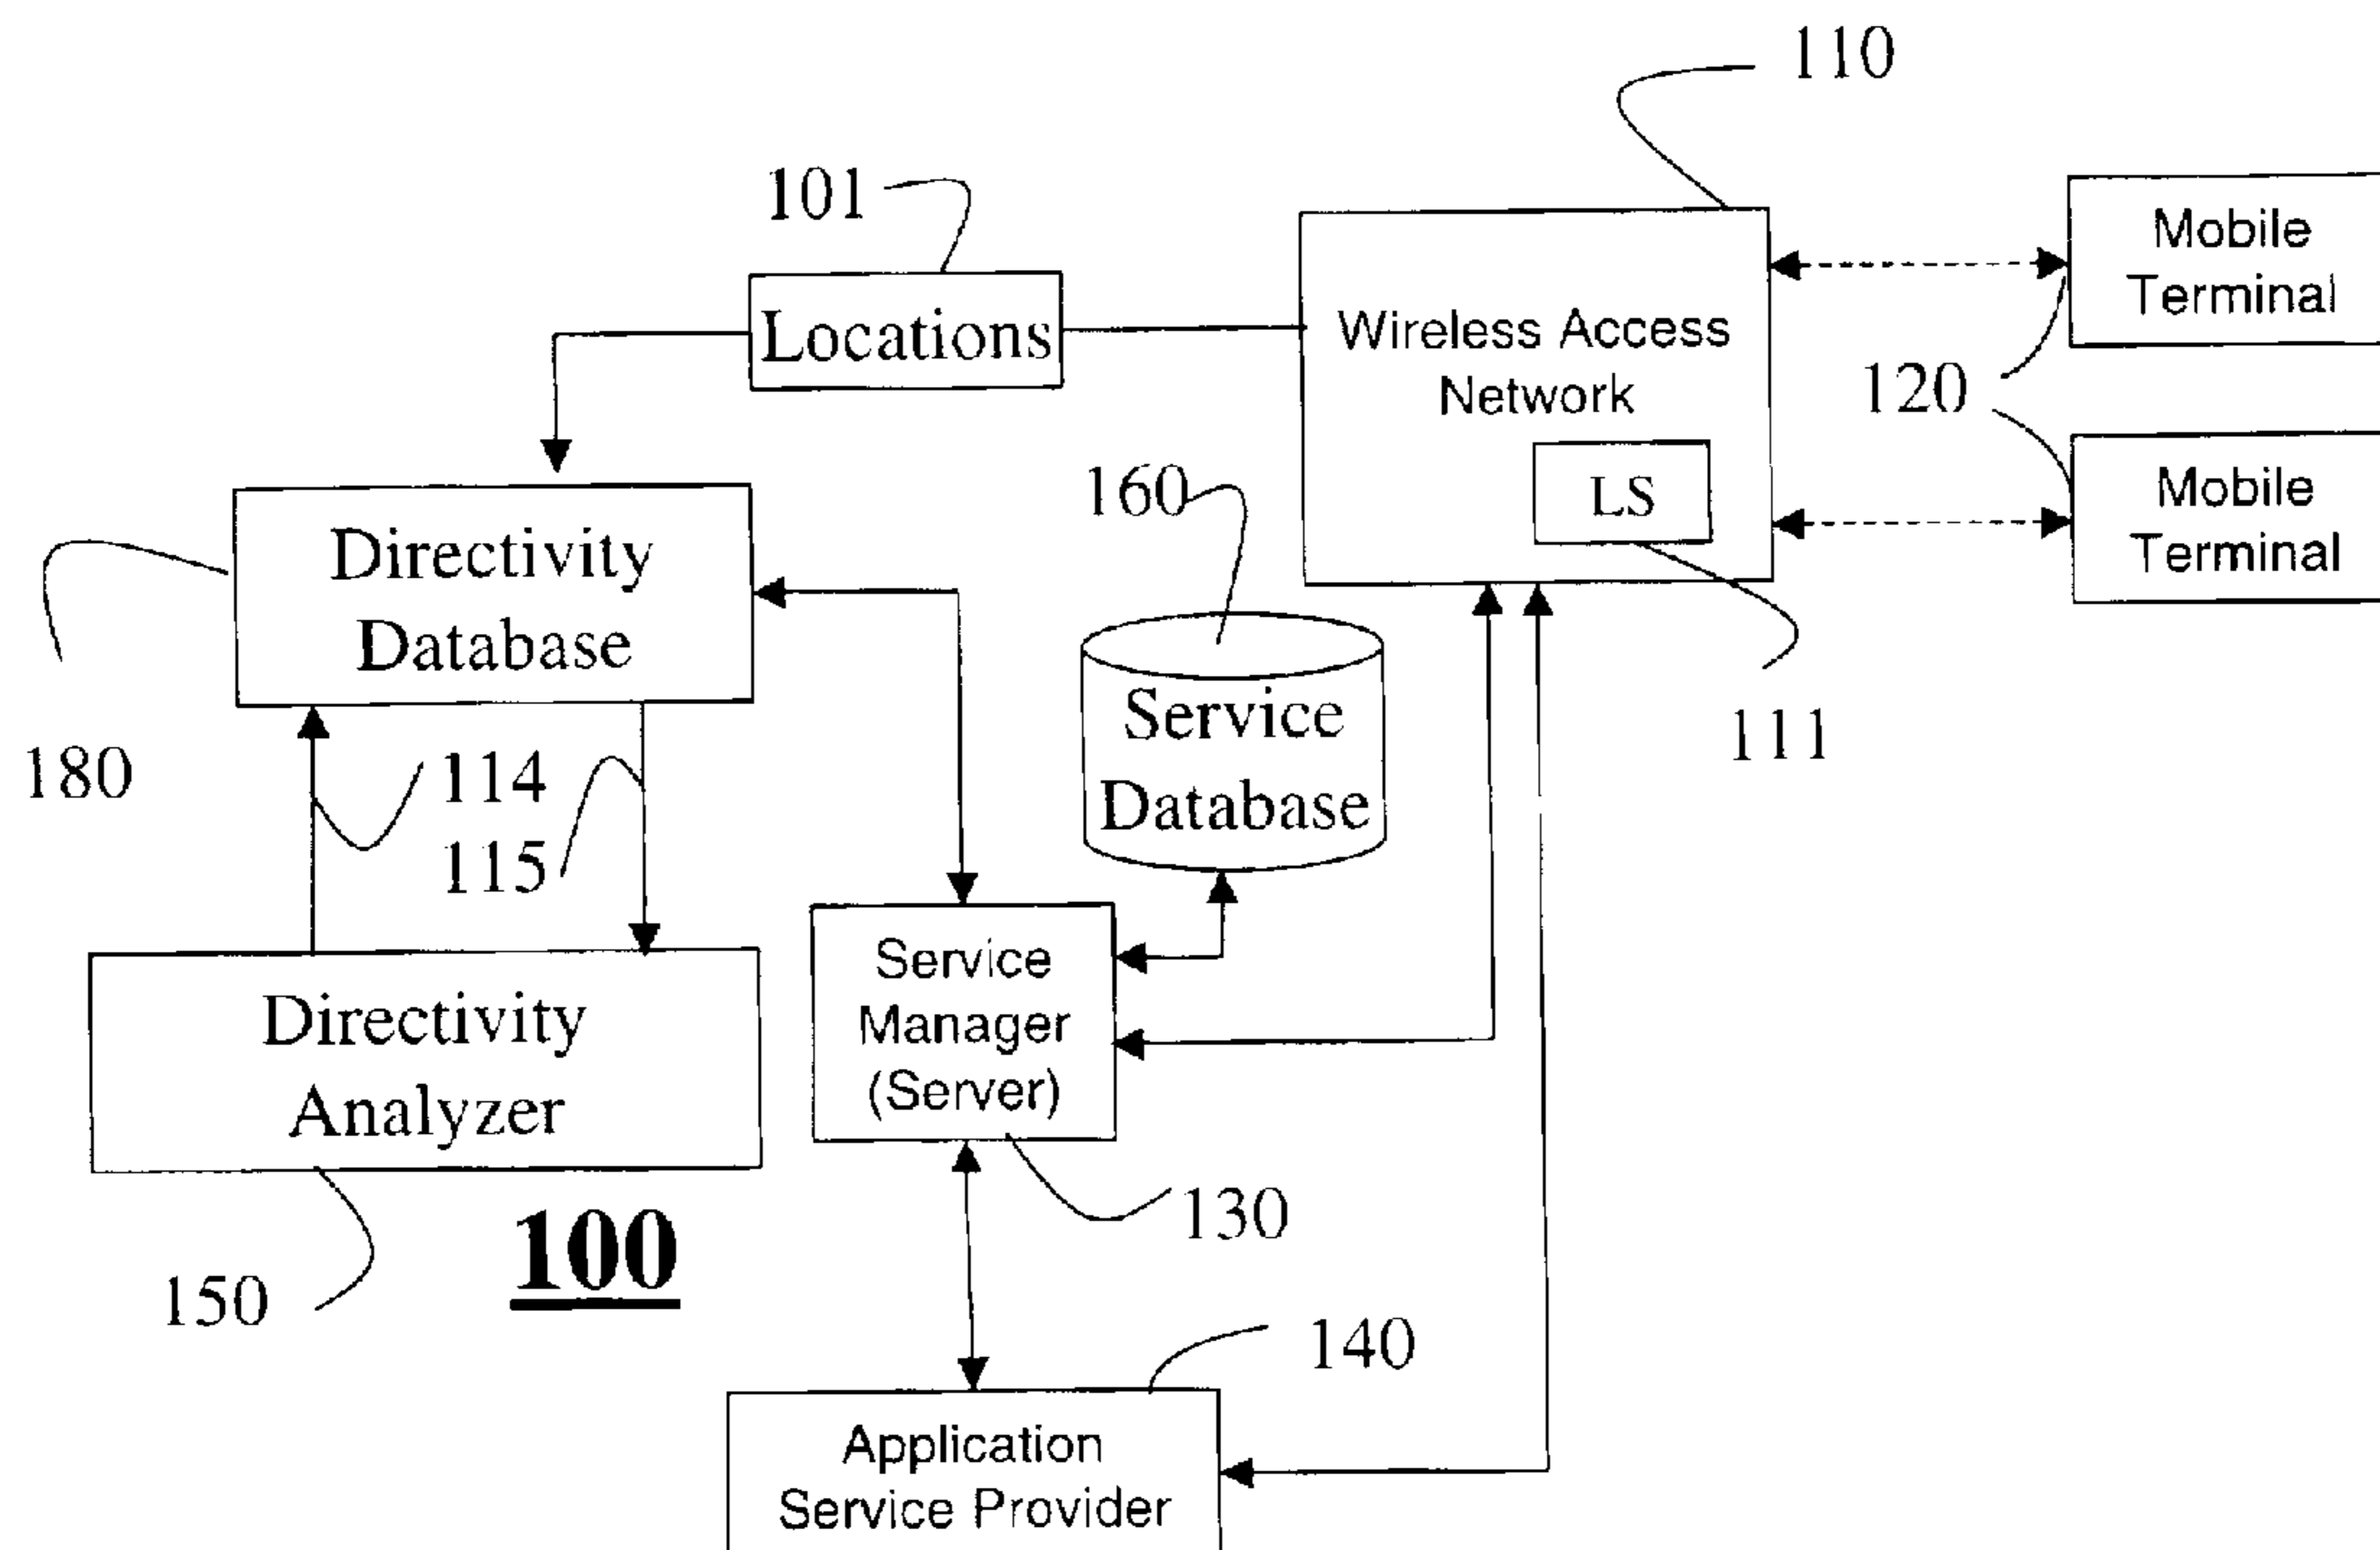 110
101
Mobile
Terminal
Locations
Wireless Access
Network
120
LS
160
Mobile
Terminal
Directivity
Database
Service
Database
111
180
114
115
Service
Manager
(Server)
Directivity
Analyzer
130
100
150
140
Application
Service Provider